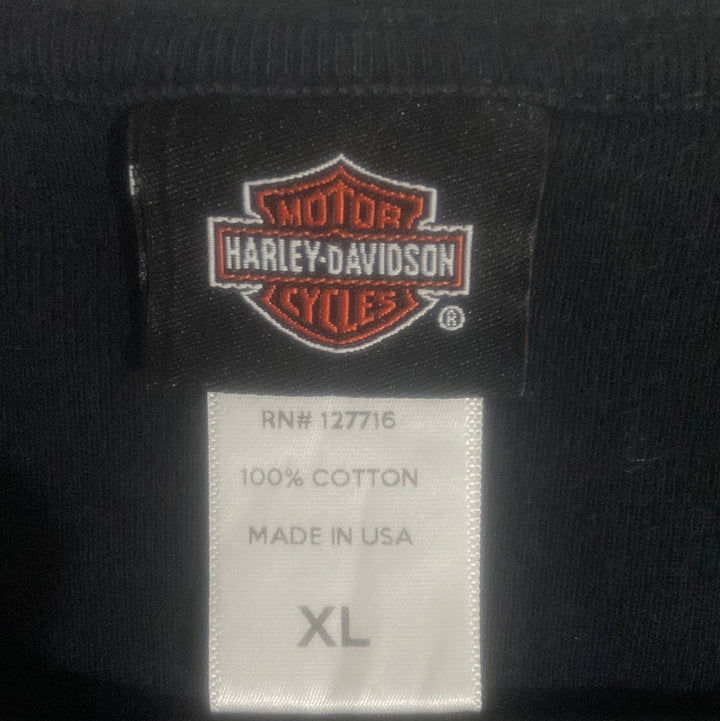 MOTOR
HARLEY-DAVIDSON
CYCLES
®
RN# 127716
100% COTTON
MADE IN USA
XL